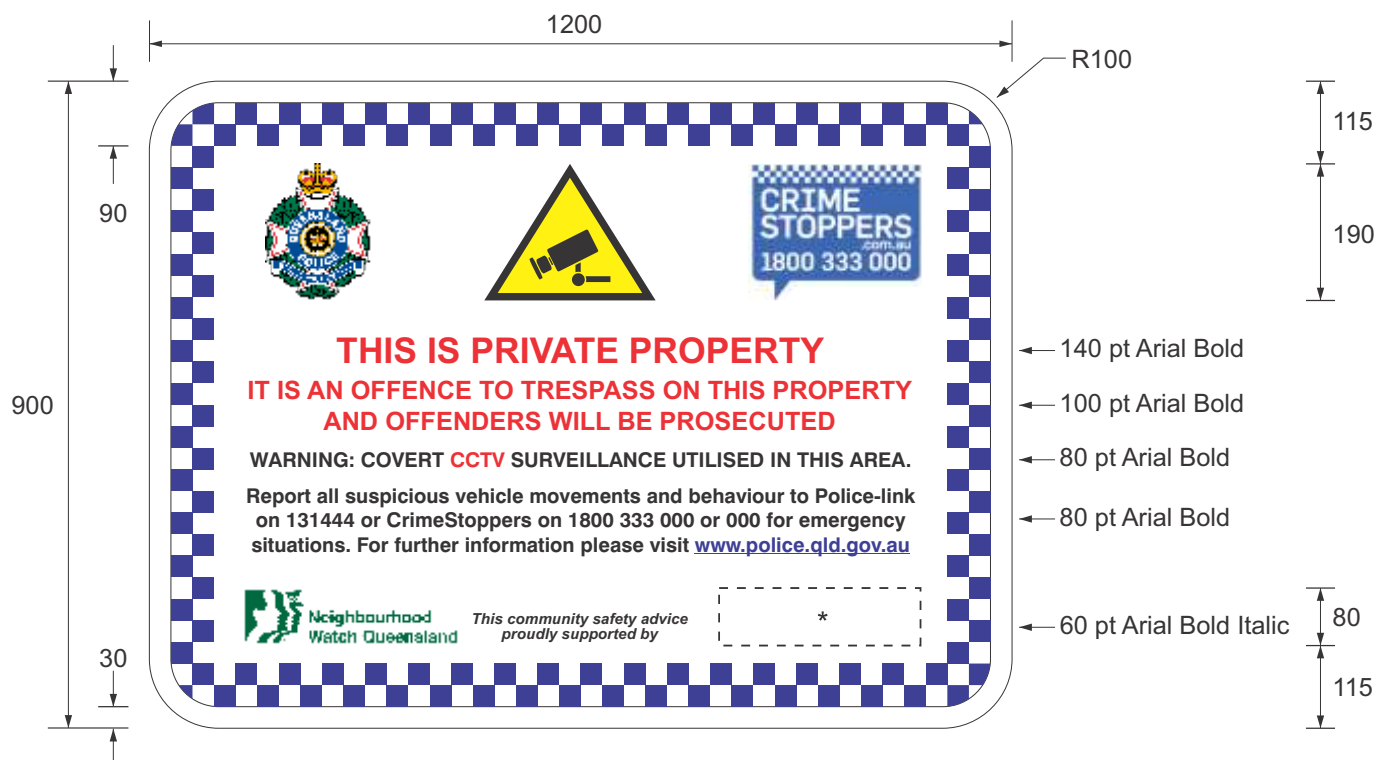 1200
R100
115
90
190
900
30
80
115
QUEENSLAND
POLICE
CRIME
STOPPERS
.com.au
1800 333 000
THIS IS PRIVATE PROPERTY
140 pt Arial Bold
IT IS AN OFFENCE TO TRESPASS ON THIS PROPERTY
AND OFFENDERS WILL BE PROSECUTED
100 pt Arial Bold
WARNING: COVERT CCTV SURVEILLANCE UTILISED IN THIS AREA.
80 pt Arial Bold
Report all suspicious vehicle movements and behaviour to Police-link
on 131444 or CrimeStoppers on 1800 333 000 or 000 for emergency
situations. For further information please visit www.police.qld.gov.au
80 pt Arial Bold
Neighbourhood
Watch Queensland
This community safety advice
proudly supported by
*
60 pt Arial Bold Italic